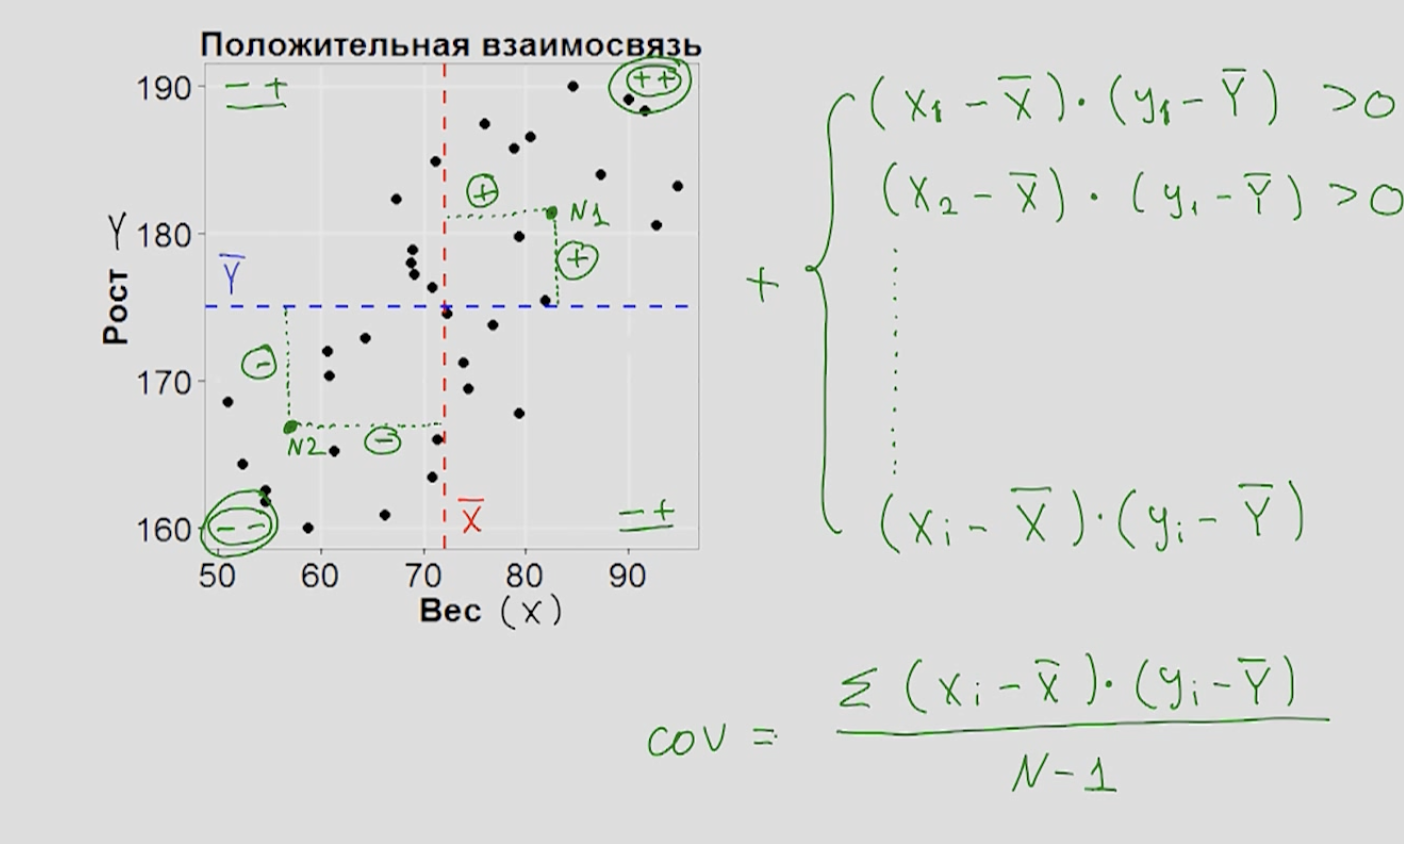 Положительная взаимосвязь
190
180
170
160
Рост Y
50 60 70 80 90
Вес (X)
− +
+ +
+
N1
+
Y̅
−
N2
−
− −
X̅
− +
+
(x₁ − X̅) · (y₁ − Y̅) > 0
(x₂ − X̅) · (y₁ − Y̅) > 0
(xᵢ − X̅) · (yᵢ − Y̅)
cov = Σ (xᵢ − X̅) · (yᵢ − Y̅)
N − 1